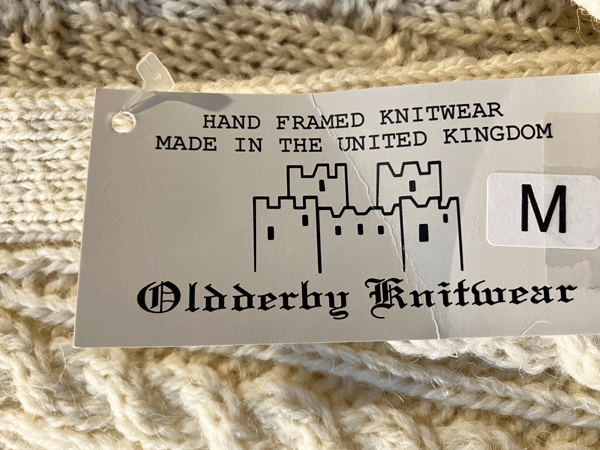 HAND FRAMED KNITWEAR
MADE IN THE UNITED KINGDOM
M
Oldderby Knitwear